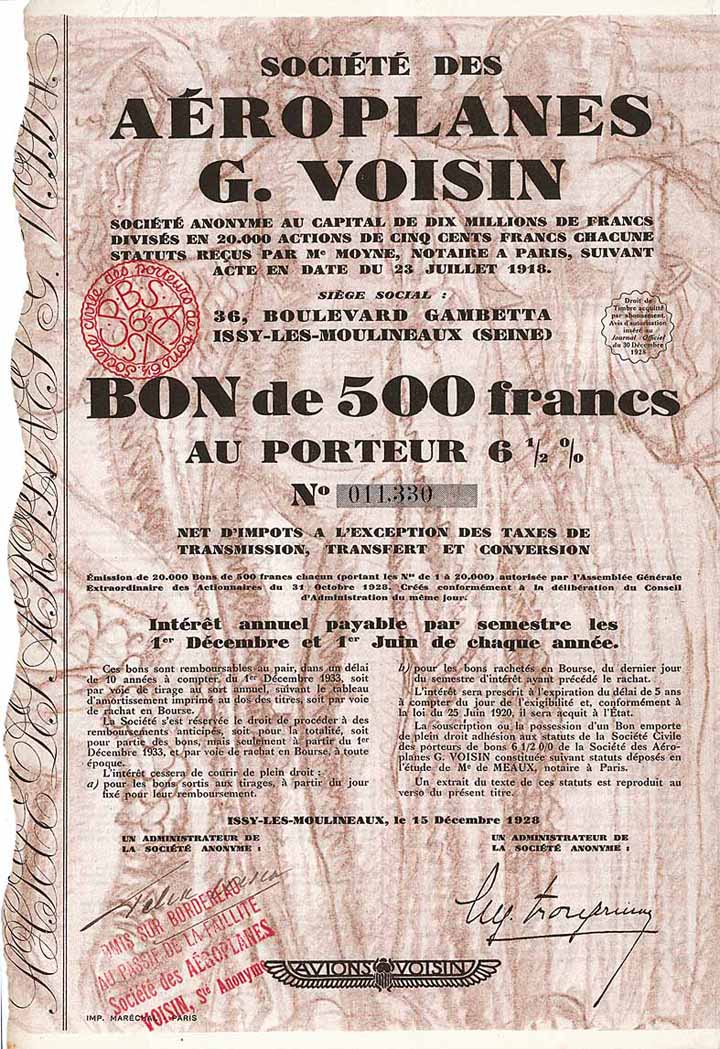 SOCIÉTÉ DES
AÉROPLANES
G. VOISIN
SOCIÉTÉ ANONYME AU CAPITAL DE DIX MILLIONS DE FRANCS
DIVISÉS EN 20.000 ACTIONS DE CINQ CENTS FRANCS CHACUNE
STATUTS REÇUS PAR Me MOYNE, NOTAIRE A PARIS, SUIVANT
ACTE EN DATE DU 23 JUILLET 1918.
Société civile des porteurs de bons 6½%
SIÈGE SOCIAL :
36, BOULEVARD GAMBETTA
ISSY-LES-MOULINEAUX (SEINE)
Droit de
Timbre acquitté
par abonnement.
Avis d'autorisation
inséré au
Journal Officiel
du 30 Décembre
1928
BON de 500 francs
AU PORTEUR 6 1/2 %
No 011.330
NET D'IMPOTS A L'EXCEPTION DES TAXES DE
TRANSMISSION, TRANSFERT ET CONVERSION
Émission de 20.000 Bons de 500 francs chacun (portant les Nos de 1 à 20.000) autorisée par l'Assemblée Générale
Extraordinaire des Actionnaires du 31 Octobre 1928. Créés conformément à la délibération du Conseil
d'Administration du même jour.
Intérêt annuel payable par semestre les
1er Décembre et 1er Juin de chaque année.
Ces bons sont remboursables au pair, dans un délai
de 10 années à compter du 1er Décembre 1933, soit
par voie de tirage au sort annuel, suivant le tableau
d'amortissement imprimé au dos des titres, soit par voie
de rachat en Bourse.
La Société s'est réservée le droit de procéder à des
remboursements anticipés, soit pour la totalité, soit
pour partie des bons, mais seulement à partir du 1er
Décembre 1933, et par voie de rachat en Bourse, à toute
époque.
L'intérêt cessera de courir de plein droit :
a) pour les bons sortis aux tirages, à partir du jour
fixé pour leur remboursement.
b) pour les bons rachetés en Bourse, du dernier jour
du semestre d'intérêt ayant précédé le rachat.
L'intérêt sera prescrit à l'expiration du délai de 5 ans
à compter du jour de l'exigibilité et, conformément à
la loi du 25 Juin 1920, il sera acquit à l'État.
La souscription ou la possession d'un Bon emporte
de plein droit adhésion aux statuts de la Société Civile
des porteurs de bons 6 1/2 0/0 de la Société des Aéro-
planes G. VOISIN constituée suivant statuts déposés en
l'étude de Me de MEAUX, notaire à Paris.
Un extrait du texte de ces statuts est reproduit au
verso du présent titre.
ISSY-LES-MOULINEAUX, le 15 Décembre 1928
UN ADMINISTRATEUR DE
LA SOCIÉTÉ ANONYME :
UN ADMINISTRATEUR DE
LA SOCIÉTÉ ANONYME :
SUR BORDEREAU
AU PASSIF DE LA FAILLITE
Société des AÉROPLANES
VOISIN, Sté Anonyme
AVIONS VOISIN
IMP. MARÉCHAL, PARIS